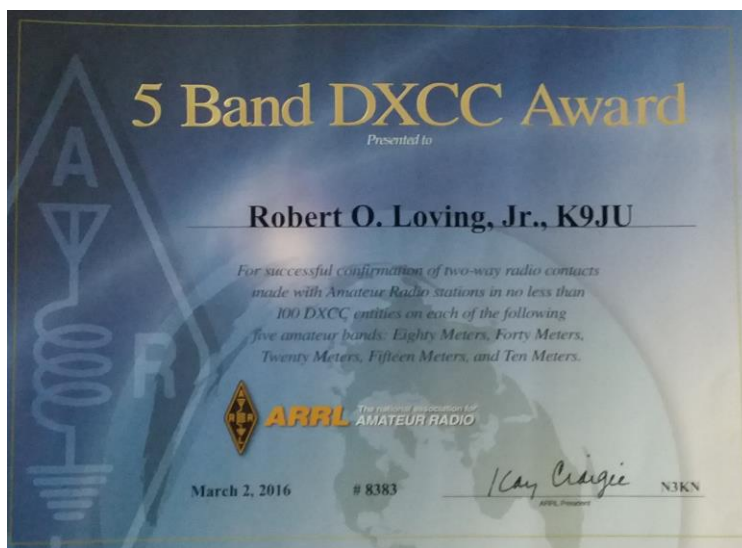 5 Band DXCC Award
Presented to
Robert O. Loving, Jr., K9JU
For successful confirmation of two-way radio contacts
made with Amateur Radio stations in no less than
100 DXCC entities on each of the following
five amateur bands: Eighty Meters, Forty Meters,
Twenty Meters, Fifteen Meters, and Ten Meters.
A
R
R
L
ARRL
The national association for
AMATEUR RADIO
March 2, 2016 # 8383 Kay Craigie N3KN
ARRL President
A
R